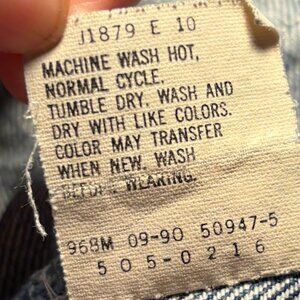 J1879 E 10
MACHINE WASH HOT,
NORMAL CYCLE.
TUMBLE DRY. WASH AND
DRY WITH LIKE COLORS.
COLOR MAY TRANSFER
WHEN NEW. WASH
BEFORE WEARING.
968M 09-90 50947-5
505-0216